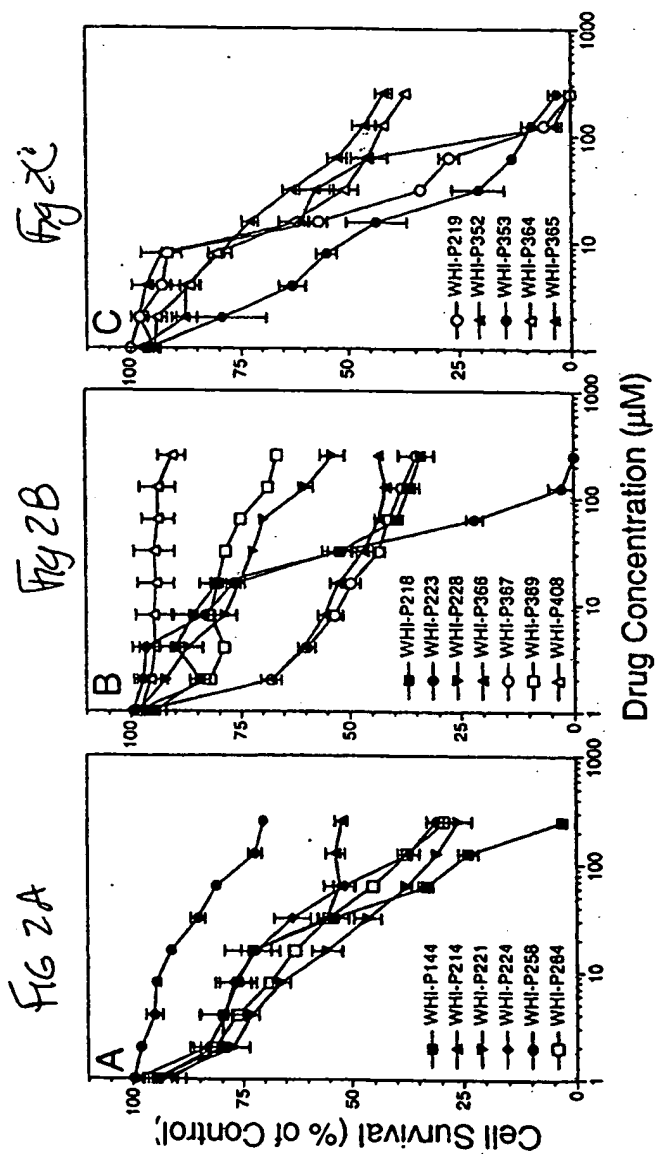 FIG 2A
Fig 2B
Fig 2C
Cell Survival (% of Control,
A
100
75
50
25
0
WHI-P144
WHI-P214
WHI-P221
WHI-P224
WHI-P258
WHI-P264
1
10
100
1000
B
100
75
50
25
0
WHI-P218
WHI-P223
WHI-P228
WHI-P366
WHI-P367
WHI-P389
WHI-P408
1
10
100
1000
C
100
75
50
25
0
WHI-P219
WHI-P352
WHI-P353
WHI-P364
WHI-P365
1
10
100
1000
Drug Concentration (µM)